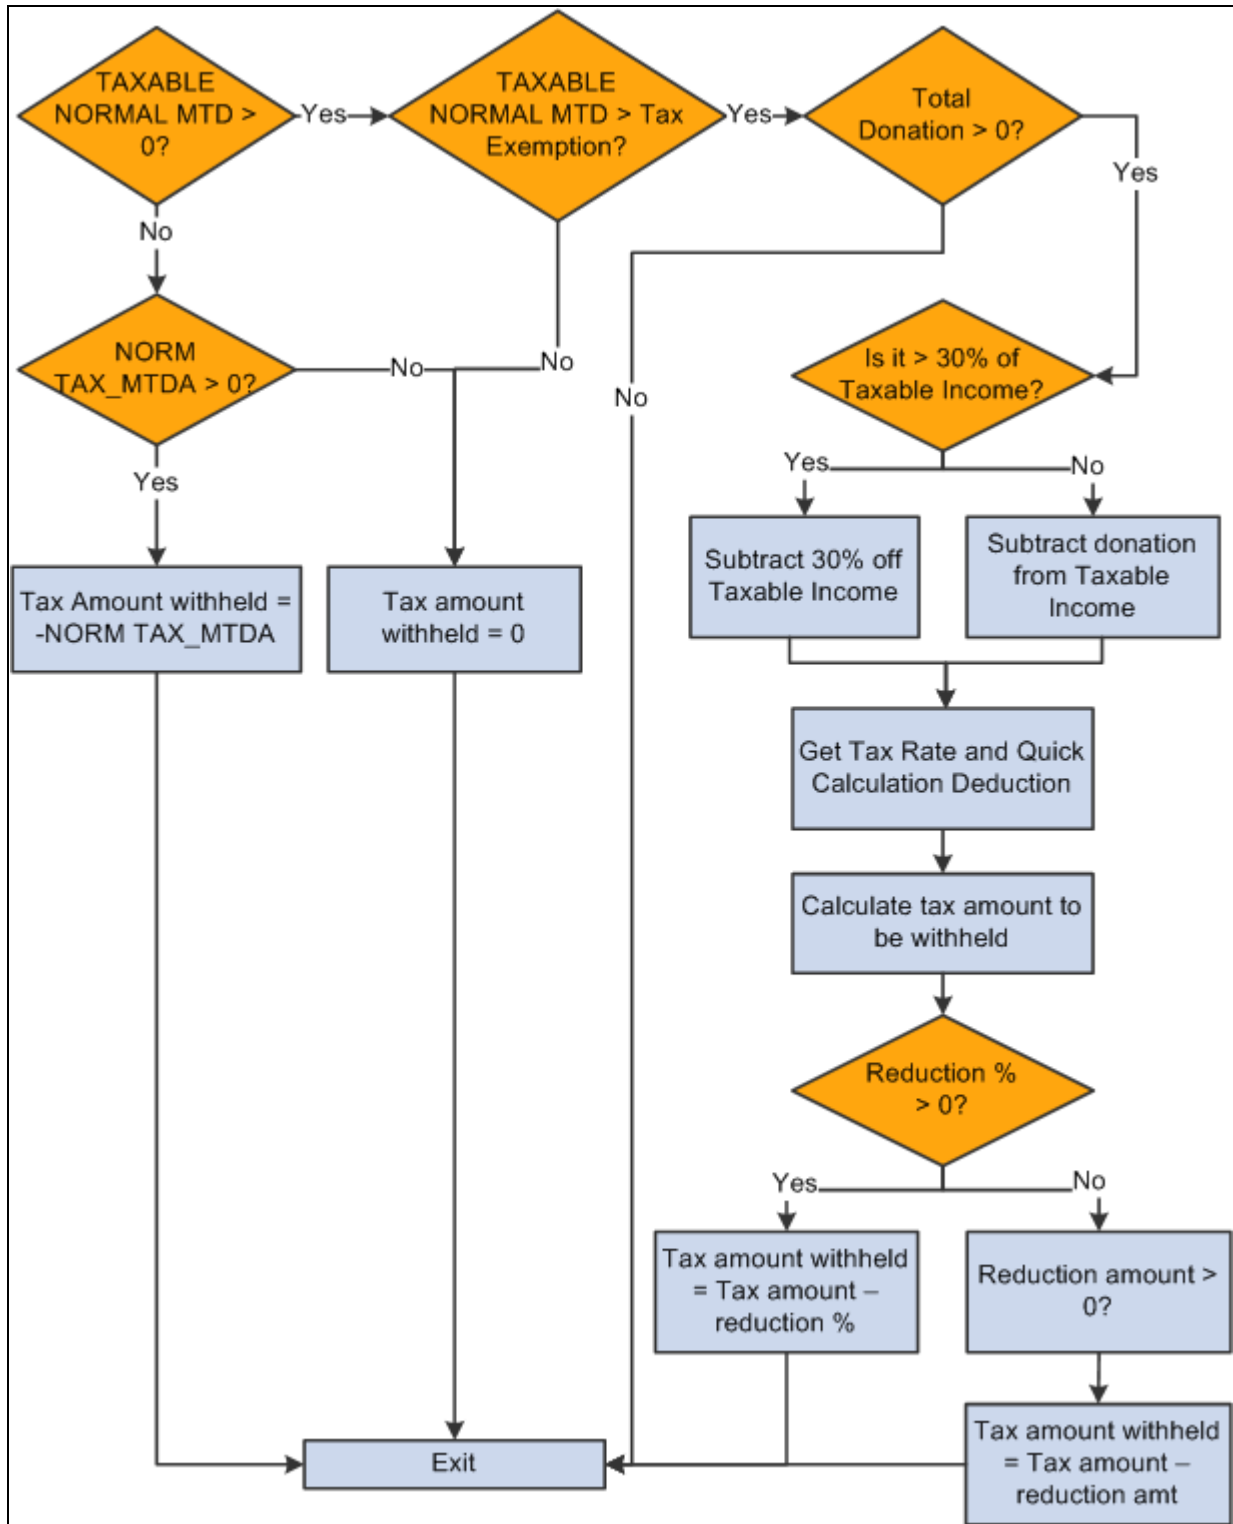 TAXABLE
NORMAL MTD >
0?
Yes
TAXABLE
NORMAL MTD > Tax
Exemption?
Yes
Total
Donation > 0?
Yes
No
NORM
TAX_MTDA > 0?
No
No
No
Is it > 30% of
Taxable Income?
Yes
Yes
No
Tax Amount withheld =
-NORM TAX_MTDA
Tax amount
withheld = 0
Subtract 30% off
Taxable Income
Subtract donation
from Taxable
Income
Get Tax Rate and Quick
Calculation Deduction
Calculate tax amount to
be withheld
Reduction %
> 0?
Yes
No
Tax amount withheld
= Tax amount –
reduction %
Reduction amount >
0?
Tax amount withheld
= Tax amount –
reduction amt
Exit